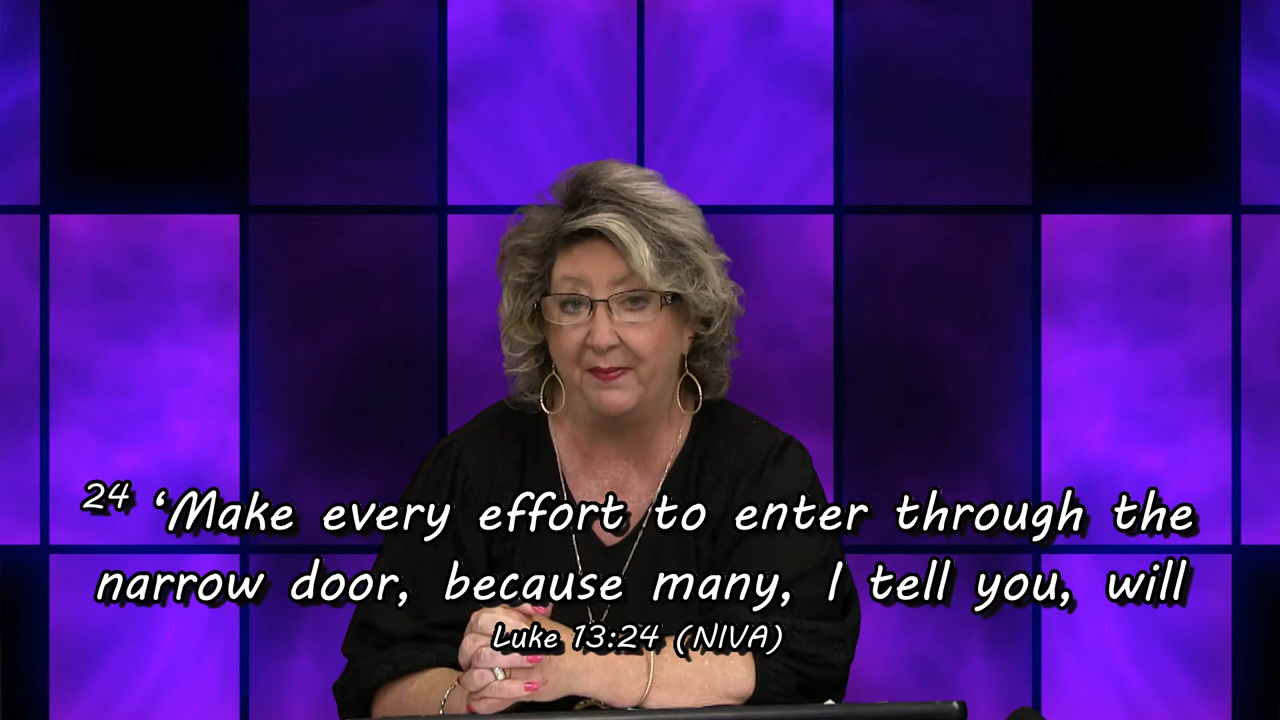 24 ‘Make every effort to enter through the
narrow door, because many, I tell you, will
Luke 13:24 (NIVA)